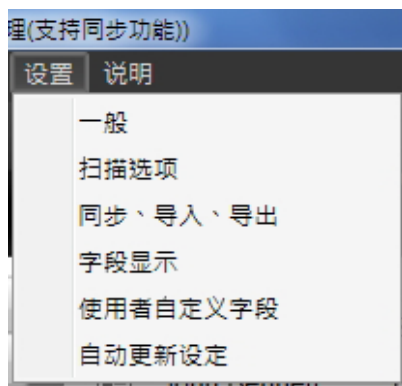 理(支持同步功能))
设置 说明
一般
扫描选项
同步、导入、导出
字段显示
使用者自定义字段
自动更新设定